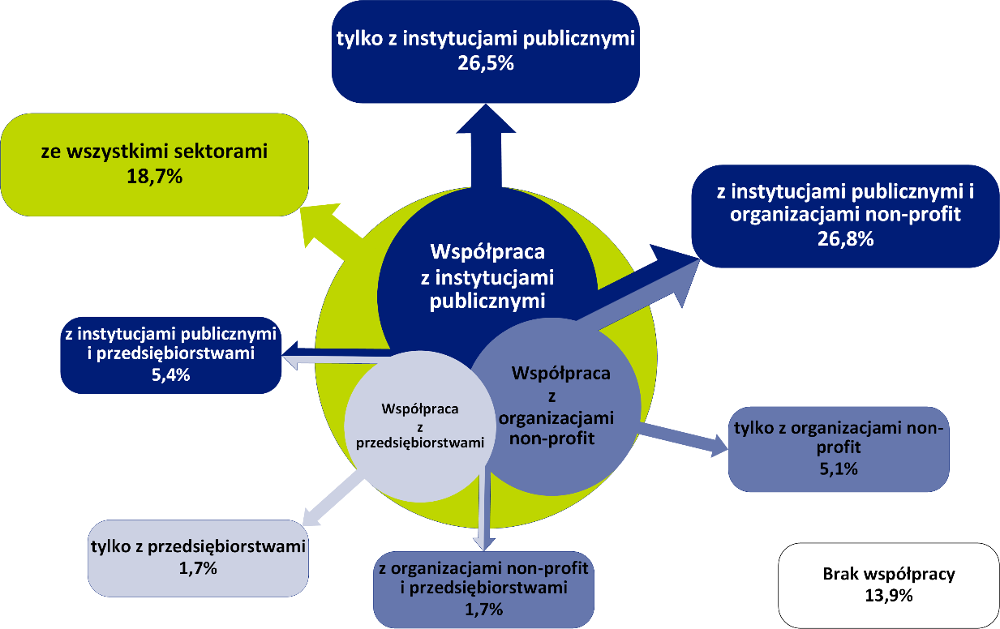 tylko z instytucjami publicznymi
26,5%
ze wszystkimi sektorami
18,7%
z instytucjami publicznymi i
organizacjami non-profit
26,8%
Współpraca
z instytucjami
publicznymi
z instytucjami publicznymi
i przedsiębiorstwami
5,4%
Współpraca
z
organizacjami
non-profit
Współpraca
z
przedsiębiorstwami
tylko z organizacjami non-
profit
5,1%
tylko z przedsiębiorstwami
1,7%
z organizacjami non-profit
i przedsiębiorstwami
1,7%
Brak współpracy
13,9%